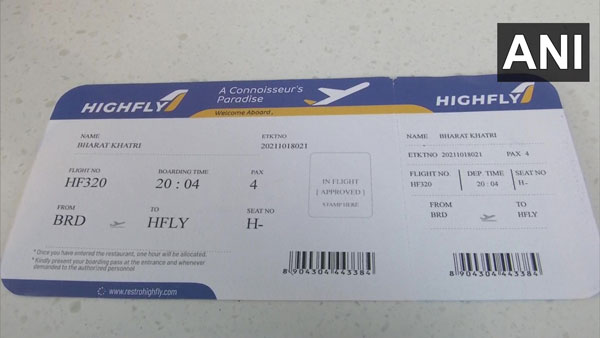 ANI
HIGHFLY
A Connoisseur's
Paradise
Welcome Aboard..
HIGHFLY
NAME
BHARAT KHATRI
ETKTNO
20211018021
FLIGHT NO
HF320
BOARDING TIME
20 : 04
PAX
4
FROM
BRD
TO
HFLY
SEAT NO
H-
IN FLIGHT
[ APPROVED ]
STAMP HERE
* Once you have entered the restaurant, one hour will be allocated.
* Kindly present your boarding pass at the entrance and whenever
demanded to the authorized personnel
8 904304 443384
www.restrohighfly.com
NAME BHARAT KHATRI
ETKTNO 20211018021 PAX 4
FLIGHT NO.
HF320
DEP TIME
20 : 04
SEAT NO
H-
FROM
BRD
TO
HFLY
8 904304 443384